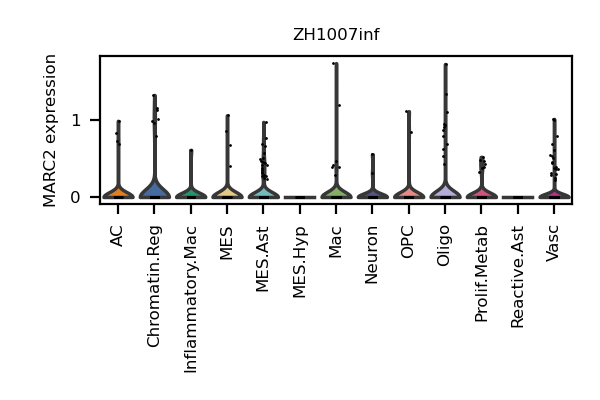 ZH1007inf
MARC2 expression
1
0
AC
Chromatin.Reg
Inflammatory.Mac
MES
MES.Ast
MES.Hyp
Mac
Neuron
OPC
Oligo
Prolif.Metab
Reactive.Ast
Vasc